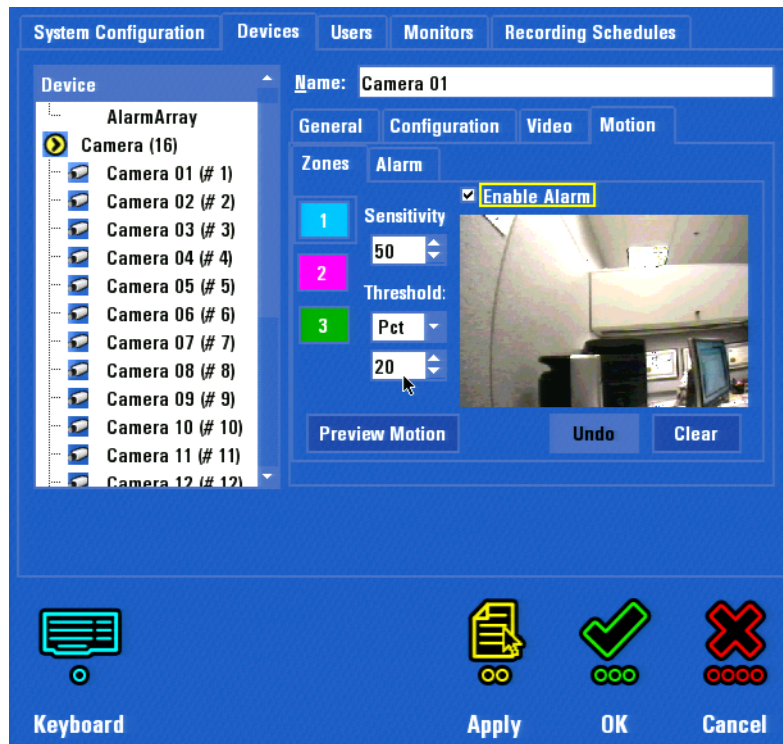 System Configuration
Devices
Users
Monitors
Recording Schedules
Device
AlarmArray
Camera (16)
Camera 01 (# 1)
Camera 02 (# 2)
Camera 03 (# 3)
Camera 04 (# 4)
Camera 05 (# 5)
Camera 06 (# 6)
Camera 07 (# 7)
Camera 08 (# 8)
Camera 09 (# 9)
Camera 10 (# 10)
Camera 11 (# 11)
Camera 12 (# 12)
Name: Camera 01
General
Configuration
Video
Motion
Zones
Alarm
Enable Alarm
1
2
3
Sensitivity
50
Threshold:
Pct
20
Preview Motion
Undo
Clear
Keyboard
Apply
OK
Cancel